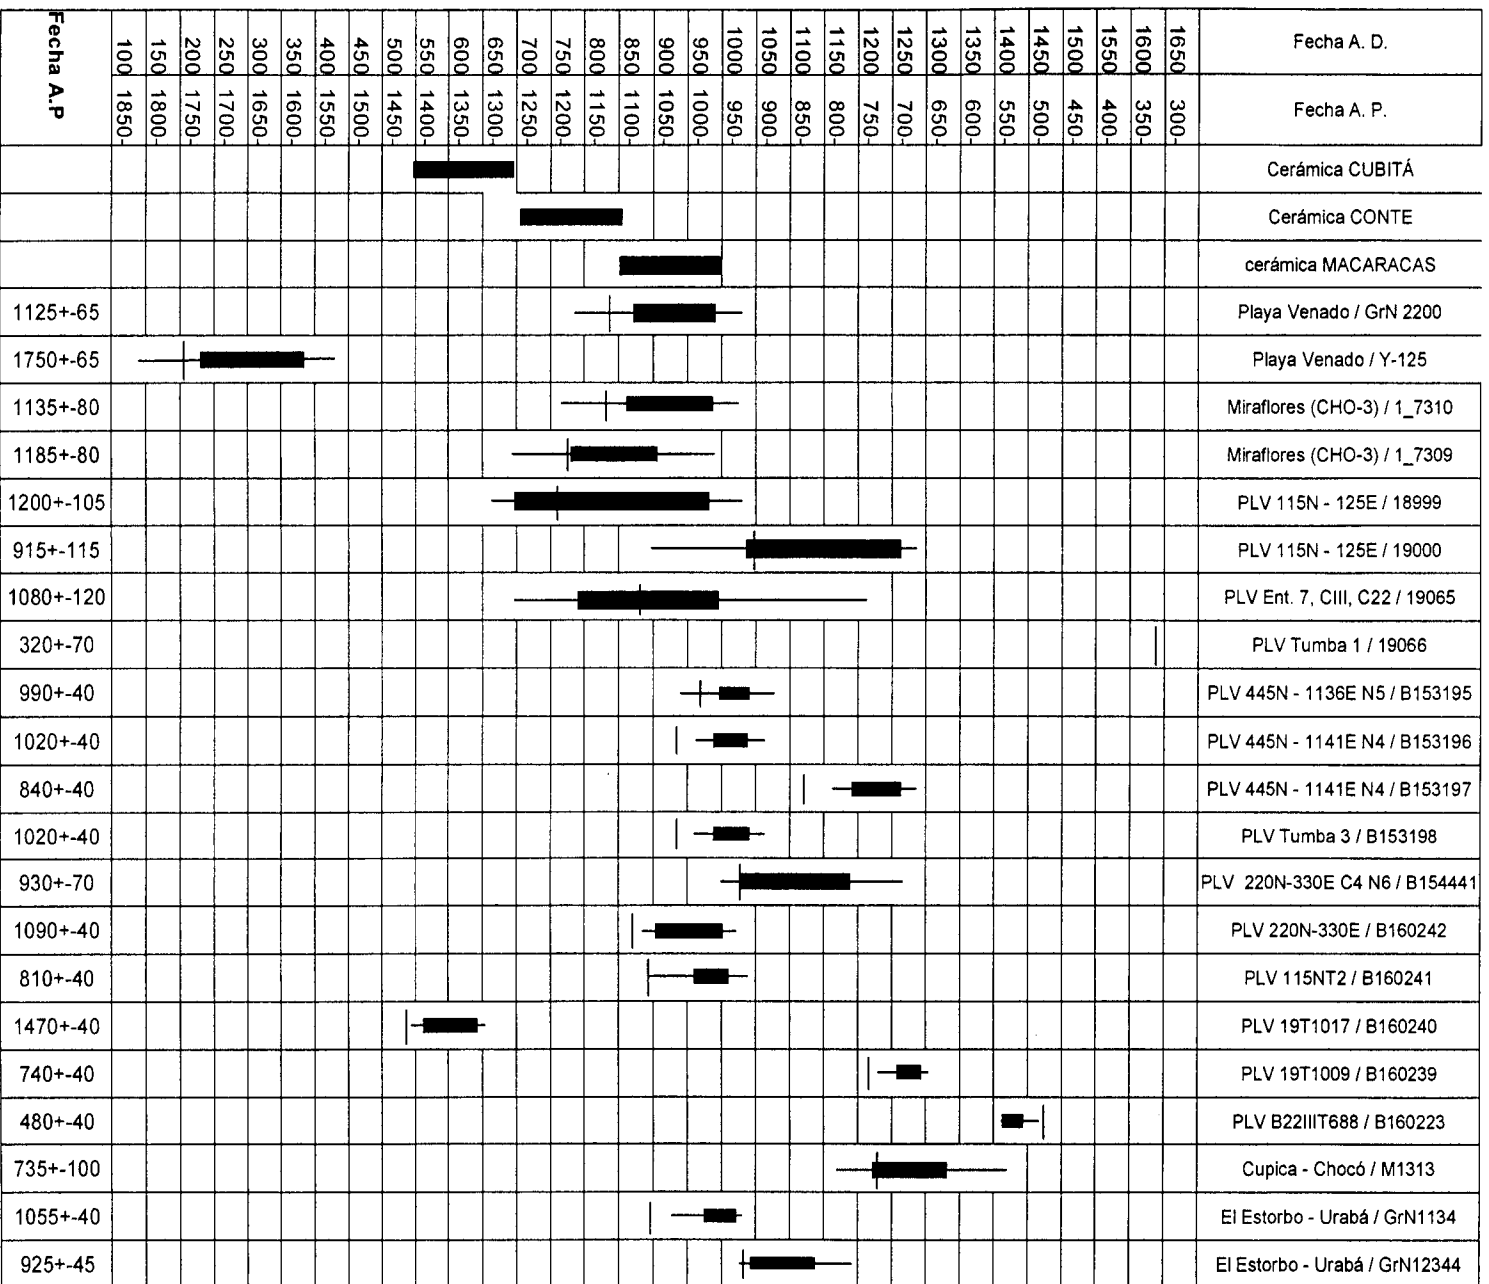 Fecha A.P
100 150 200 250 300 350 400 450 500 550 600 650 700 750 800 850 900 950 1000 1050 1100 1150 1200 1250 1300 1350 1400 1450 1500 1550 1600 1650
Fecha A. D.
1850- 1800- 1750- 1700- 1650- 1600- 1550- 1500- 1450- 1400- 1350- 1300- 1250- 1200- 1150- 1100- 1050- 1000- 950- 900- 850- 800- 750- 700- 650- 600- 550- 500- 450- 400- 350- 300-
Fecha A. P.
Cerámica CUBITÁ
Cerámica CONTE
cerámica MACARACAS
1125+-65 Playa Venado / GrN 2200
1750+-65 Playa Venado / Y-125
1135+-80 Miraflores (CHO-3) / 1_7310
1185+-80 Miraflores (CHO-3) / 1_7309
1200+-105 PLV 115N - 125E / 18999
915+-115 PLV 115N - 125E / 19000
1080+-120 PLV Ent. 7, CIII, C22 / 19065
320+-70 PLV Tumba 1 / 19066
990+-40 PLV 445N - 1136E N5 / B153195
1020+-40 PLV 445N - 1141E N4 / B153196
840+-40 PLV 445N - 1141E N4 / B153197
1020+-40 PLV Tumba 3 / B153198
930+-70 PLV 220N-330E C4 N6 / B154441
1090+-40 PLV 220N-330E / B160242
810+-40 PLV 115NT2 / B160241
1470+-40 PLV 19T1017 / B160240
740+-40 PLV 19T1009 / B160239
480+-40 PLV B22IIIT688 / B160223
735+-100 Cupica - Chocó / M1313
1055+-40 El Estorbo - Urabá / GrN1134
925+-45 El Estorbo - Urabá / GrN12344